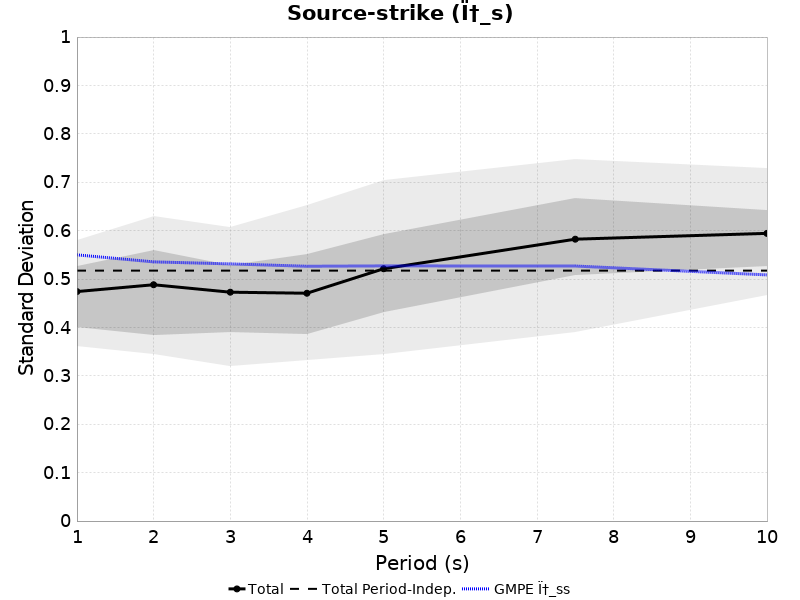 Source-strike (Ï†_s)
1
0.9
0.8
0.7
0.6
0.5
0.4
0.3
0.2
0.1
0
Standard Deviation
1 2 3 4 5 6 7 8 9 10
Period (s)
Total Total Period-Indep. GMPE Ï†_ss